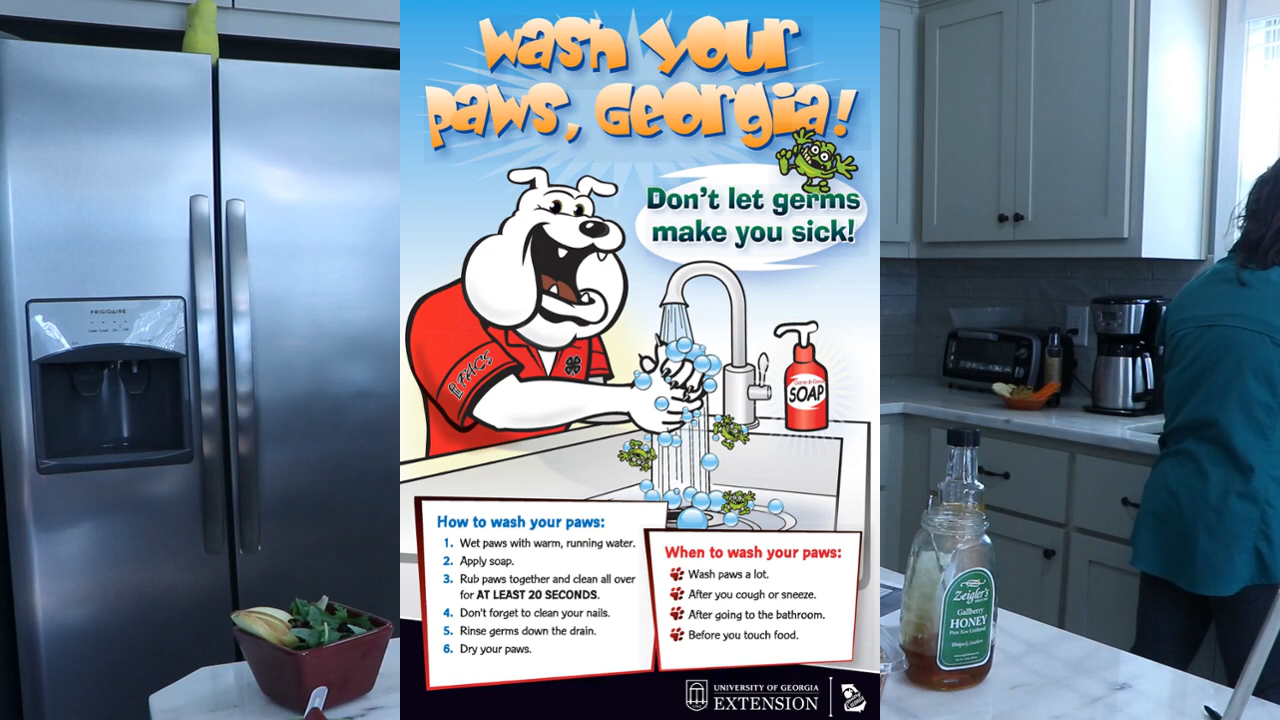 Wash Your
Paws, Georgia!
Don't let germs
make you sick!
FACS
SOAP
How to wash your paws:
1. Wet paws with warm, running water.
2. Apply soap.
3. Rub paws together and clean all over
for AT LEAST 20 SECONDS.
4. Don't forget to clean your nails.
5. Rinse germs down the drain.
6. Dry your paws.
When to wash your paws:
Wash paws a lot.
After you cough or sneeze.
After going to the bathroom.
Before you touch food.
UNIVERSITY OF GEORGIA
EXTENSION
FRIGIDAIRE
Zeigler's
Gallberry
HONEY